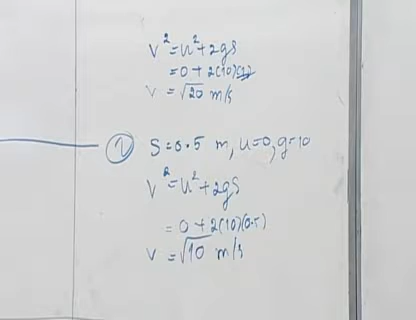 v² = u² + 2gs
= 0 + 2(10)(1)
v = √20 m/s
② S = 0.5 m, u=0, g=10
v² = u² + 2gs
= 0 + 2(10)(0.5)
v = √10 m/s